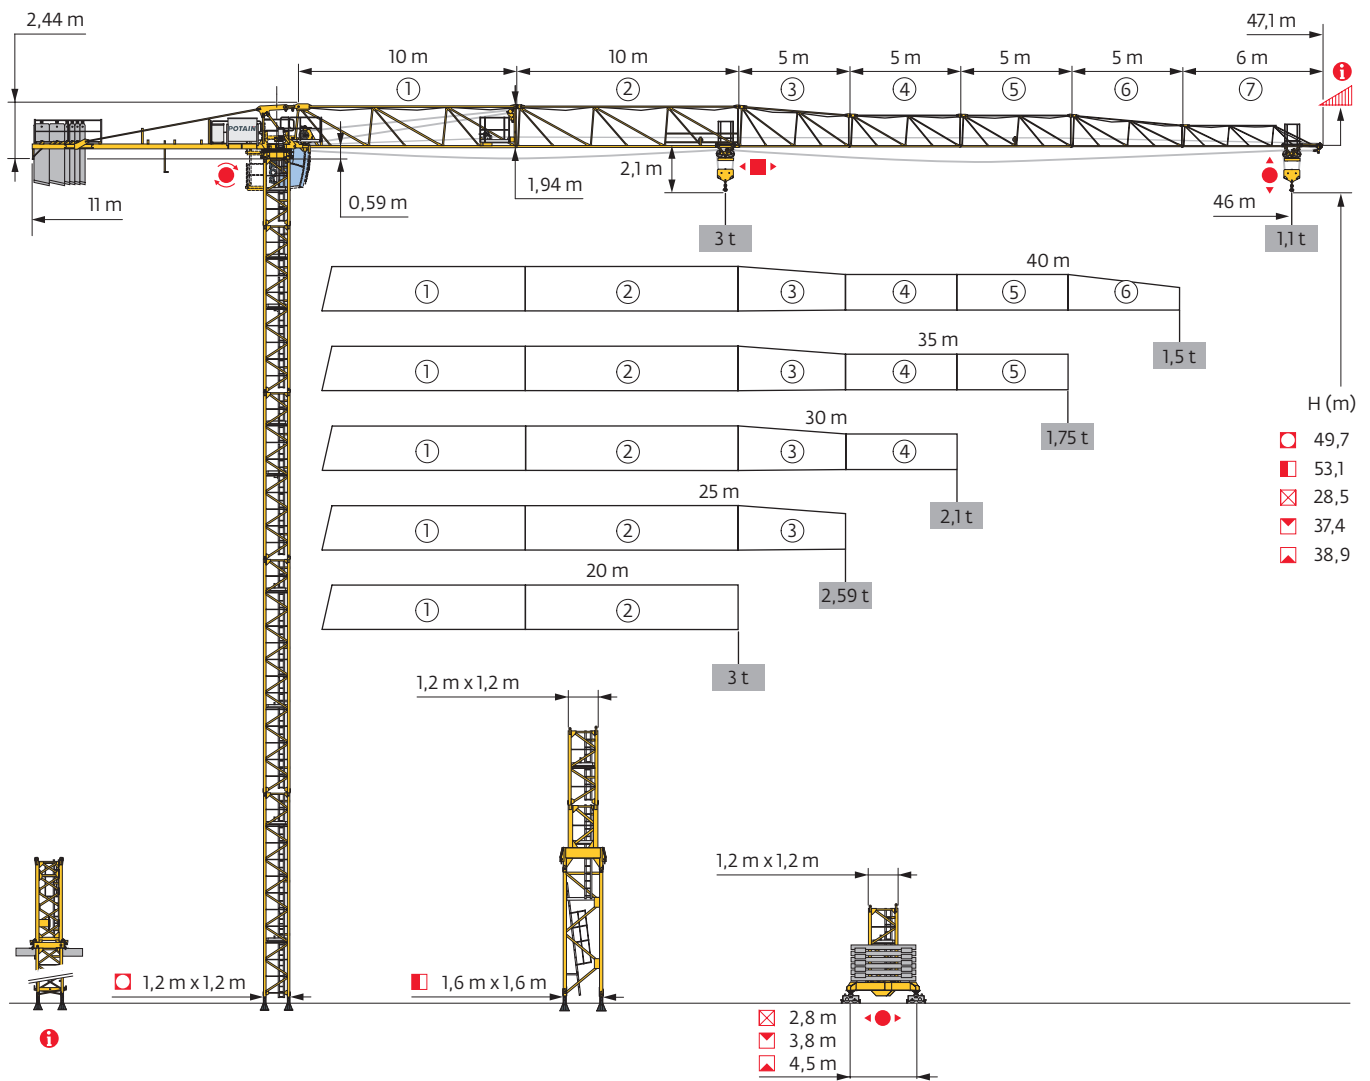 2,44 m
47,1 m
10 m
10 m
5 m
5 m
5 m
5 m
6 m
1
2
3
4
5
6
7
i
POTAIN
2,1 m
1,94 m
11 m
0,59 m
46 m
3 t
1,1 t
40 m
1
2
3
4
5
6
1,5 t
35 m
1
2
3
4
5
1,75 t
H (m)
49,7
53,1
28,5
37,4
38,9
30 m
1
2
3
4
2,1 t
25 m
1
2
3
2,59 t
20 m
1
2
3 t
1,2 m x 1,2 m
1,2 m x 1,2 m
1,2 m x 1,2 m
1,6 m x 1,6 m
i
2,8 m
3,8 m
4,5 m